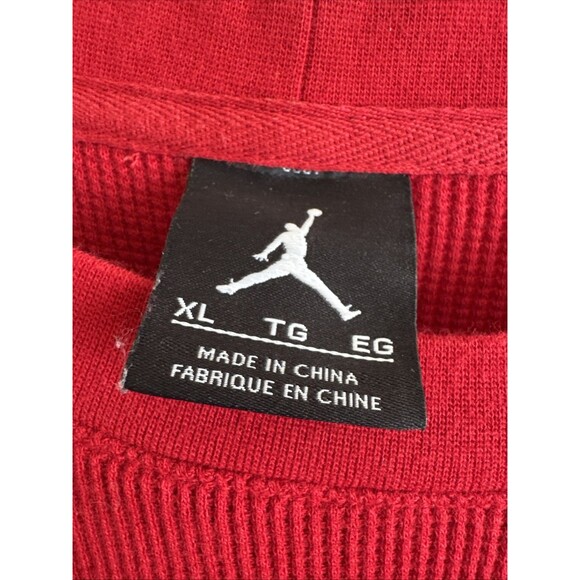 XL TG EG
MADE IN CHINA
FABRIQUE EN CHINE